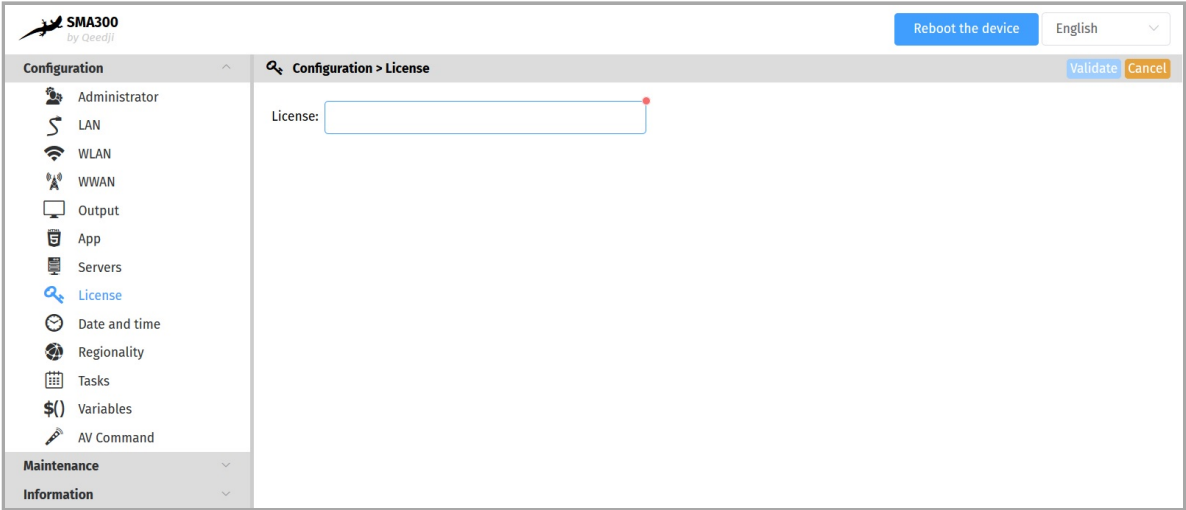 SMA300
by Qeedji
Reboot the device
English
Configuration
Configuration > License
Validate
Cancel
Administrator
LAN
WLAN
WWAN
Output
App
Servers
License
Date and time
Regionality
Tasks
$() Variables
AV Command
Maintenance
Information
License: